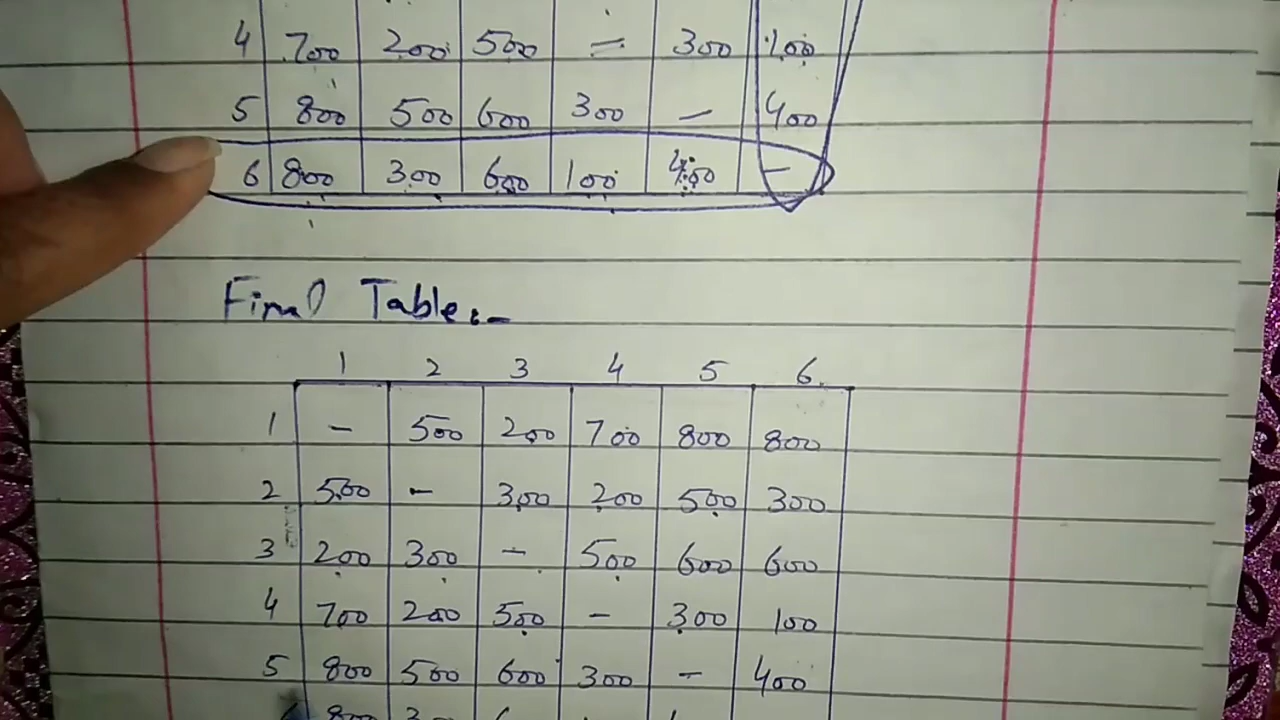 4 700 200 500 - 300 100
5 800 500 600 300 - 400
6 800 300 600 100 400 -
Final Table:-
1 2 3 4 5 6
1 - 500 200 700 800 800
2 500 - 300 200 500 300
3 200 300 - 500 600 600
4 700 200 500 - 300 100
5 800 500 600 300 - 400